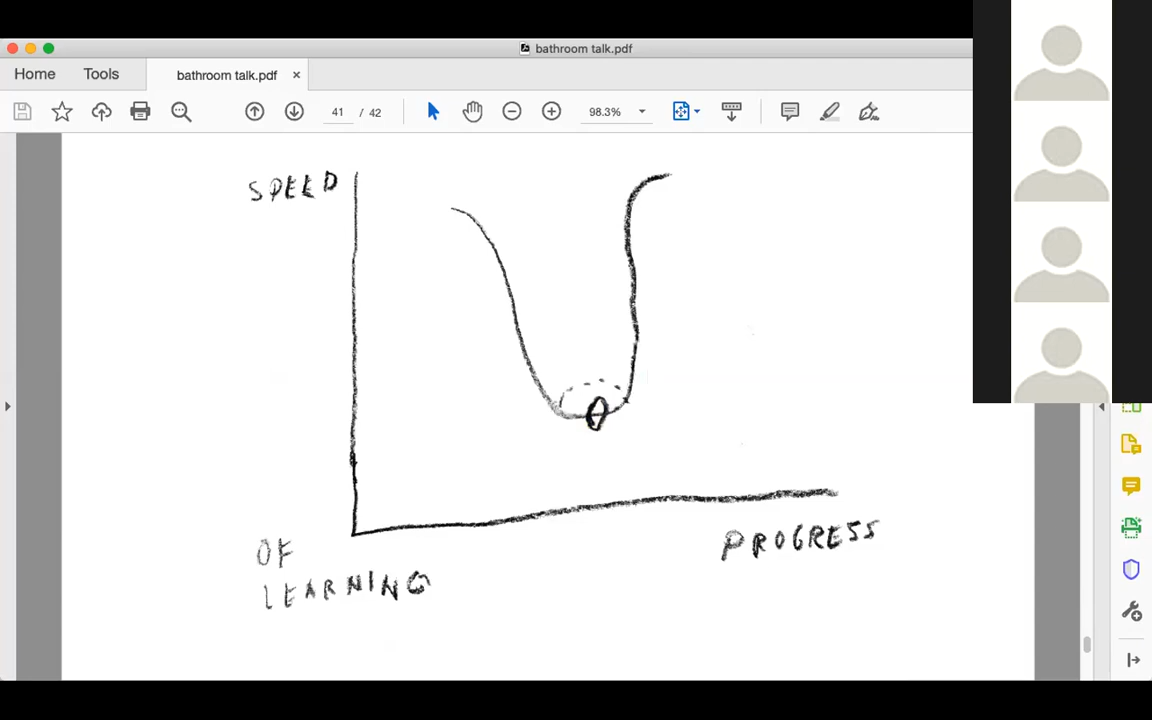 bathroom talk.pdf
Home
Tools
bathroom talk.pdf ×
41 / 42
98.3%
SPEED
OF
LEARNING
PROGRESS